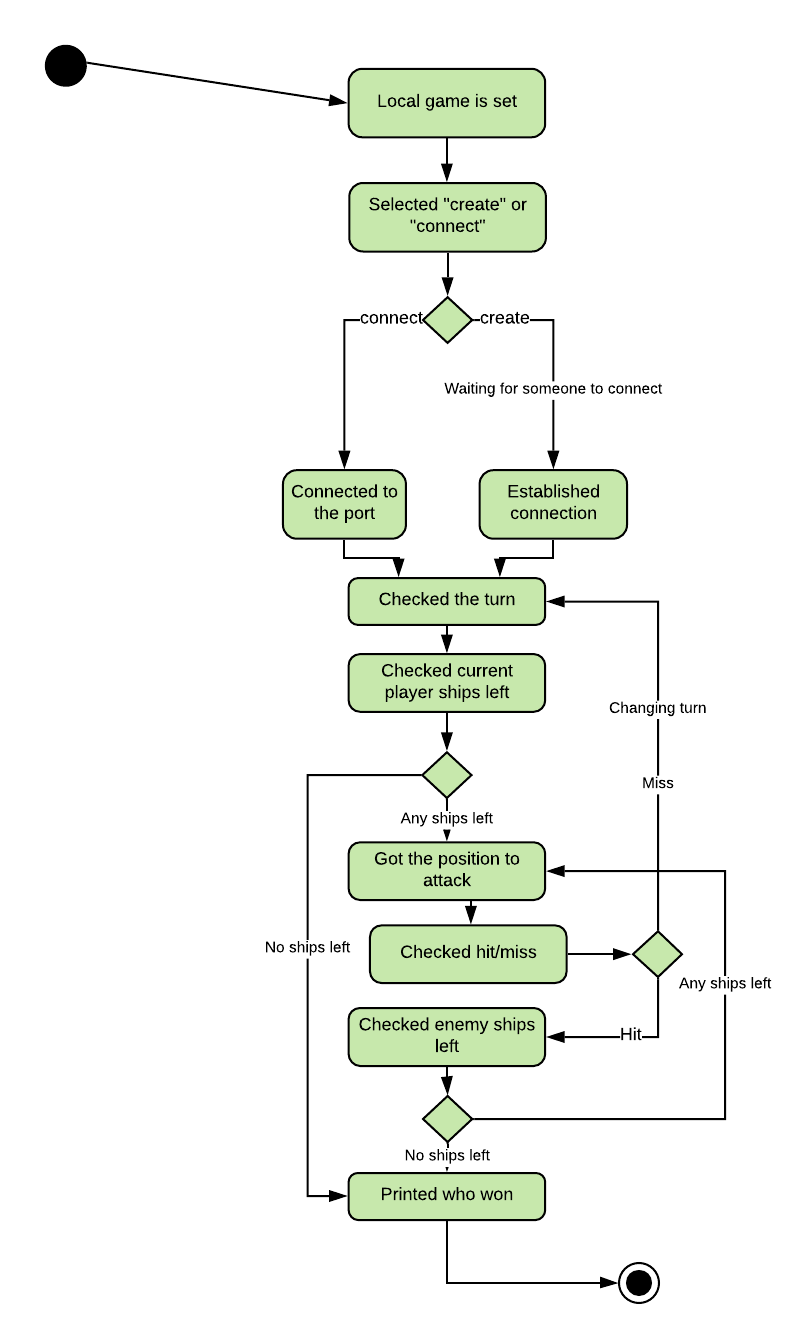 Local game is set
Selected "create" or
"connect"
connect
create
Waiting for someone to connect
Connected to
the port
Established
connection
Checked the turn
Checked current
player ships left
Changing turn
Miss
Any ships left
Got the position to
attack
No ships left
Checked hit/miss
Any ships left
Checked enemy ships
left
Hit
No ships left
Printed who won